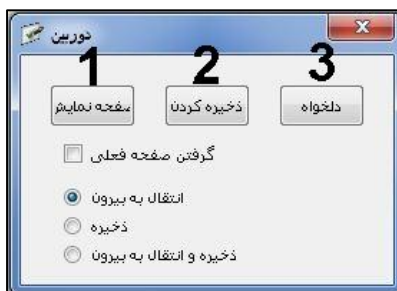 دوربین
1 2 3
صفحه نمایش ذخیره کردن دلخواه
گرفتن صفحه فعلی
انتقال به بیرون
ذخیره
ذخیره و انتقال به بیرون